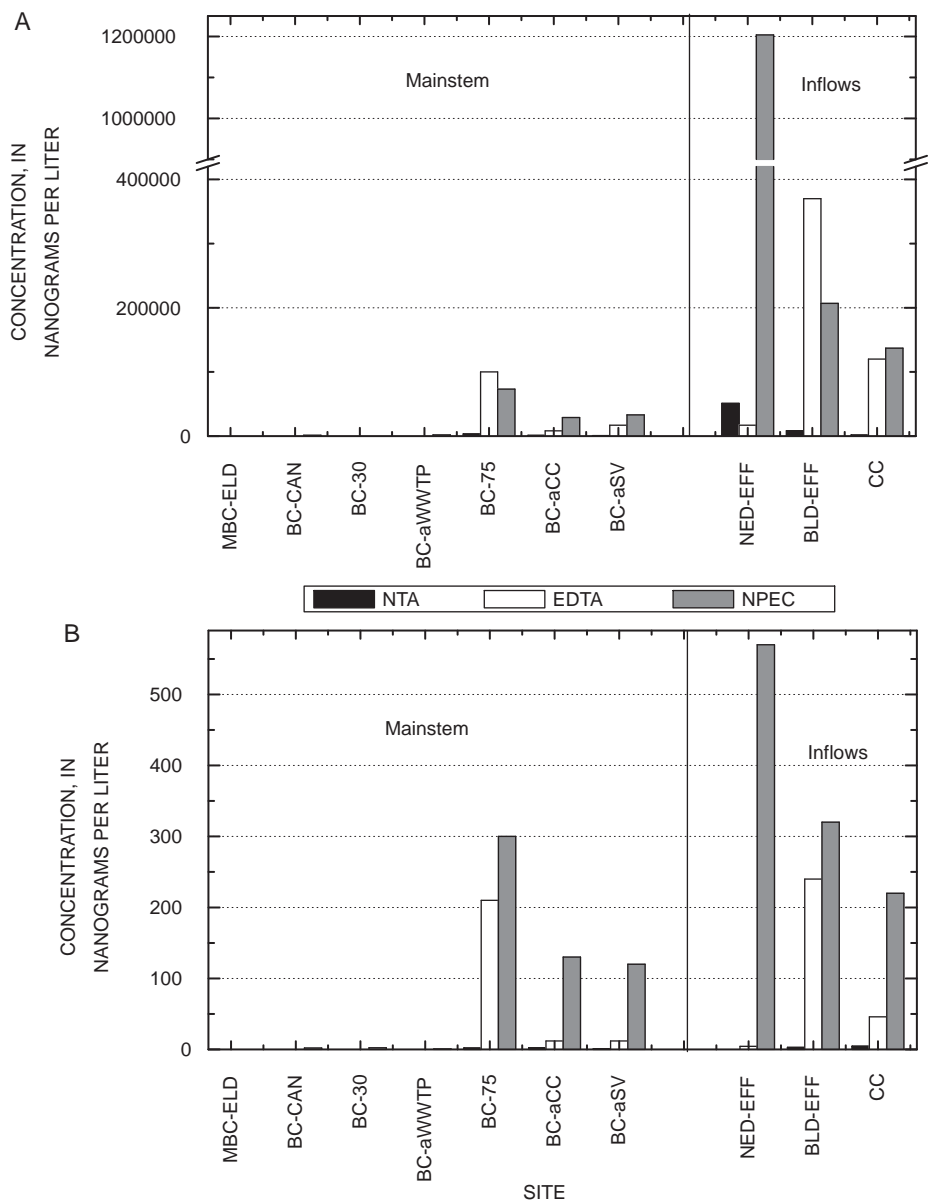 A
1200000
1000000
400000
200000
0
CONCENTRATION, IN
NANOGRAMS PER LITER
Mainstem
Inflows
MBC-ELD
BC-CAN
BC-30
BC-aWWTP
BC-75
BC-aCC
BC-aSV
NED-EFF
BLD-EFF
CC
NTA EDTA NPEC
B
500
400
300
200
100
0
CONCENTRATION, IN
NANOGRAMS PER LITER
Mainstem
Inflows
MBC-ELD
BC-CAN
BC-30
BC-aWWTP
BC-75
BC-aCC
BC-aSV
NED-EFF
BLD-EFF
CC
SITE